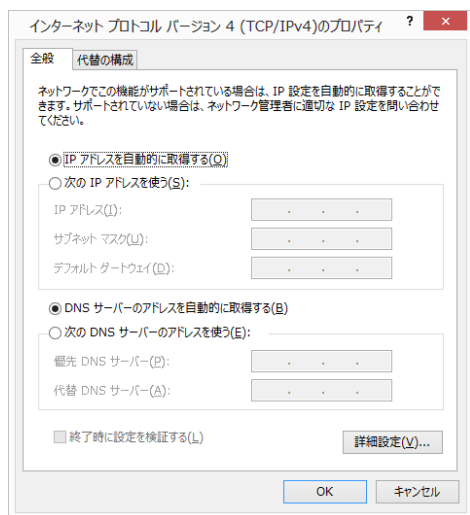 インターネット プロトコル バージョン 4 (TCP/IPv4)のプロパティ
全般
代替の構成
ネットワークでこの機能がサポートされている場合は、IP 設定を自動的に取得することがで
きます。サポートされていない場合は、ネットワーク管理者に適切な IP 設定を問い合わせ
てください。
IP アドレスを自動的に取得する(O)
次の IP アドレスを使う(S):
IP アドレス(I):
サブネット マスク(U):
デフォルト ゲートウェイ(D):
DNS サーバーのアドレスを自動的に取得する(B)
次の DNS サーバーのアドレスを使う(E):
優先 DNS サーバー(P):
代替 DNS サーバー(A):
終了時に設定を検証する(L)
詳細設定(V)...
OK
キャンセル